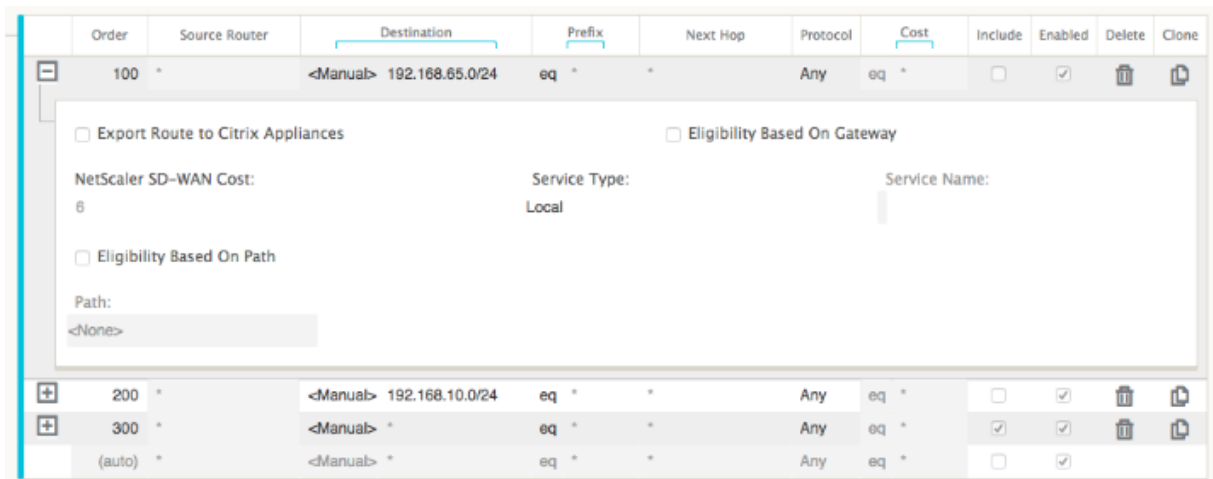 Order Source Router Destination Prefix Next Hop Protocol Cost Include Enabled Delete Clone
100 * <Manual> 192.168.65.0/24 eq * * Any eq *
Export Route to Citrix Appliances Eligibility Based On Gateway
NetScaler SD-WAN Cost: Service Type: Service Name:
6 Local
Eligibility Based On Path
Path:
<None>
200 * <Manual> 192.168.10.0/24 eq * * Any eq *
300 * <Manual> * eq * * Any eq *
(auto) * <Manual> * eq * * Any eq *